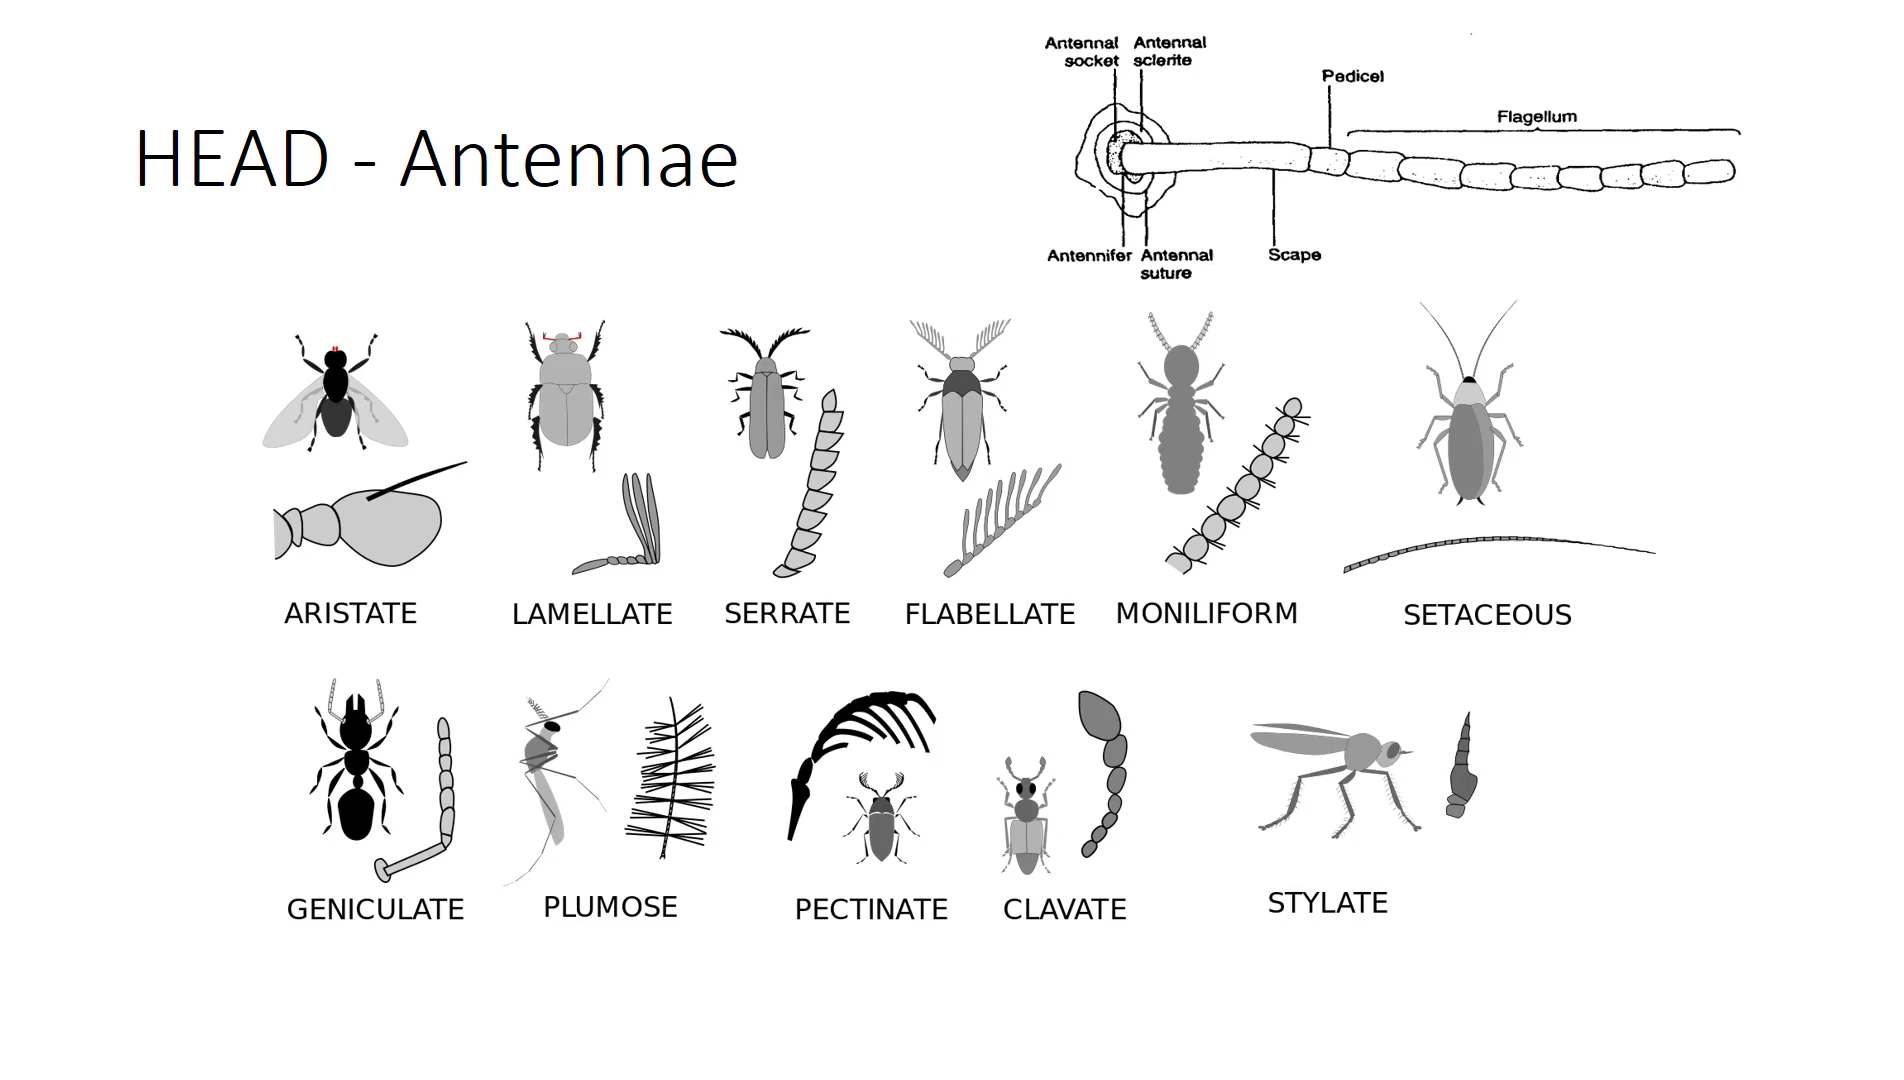 HEAD - Antennae
Antennal Antennal
socket sclerite
Pedicel
Flagellum
Antennifer Antennal
suture
Scape
ARISTATE
LAMELLATE
SERRATE
FLABELLATE
MONILIFORM
SETACEOUS
GENICULATE
PLUMOSE
PECTINATE
CLAVATE
STYLATE